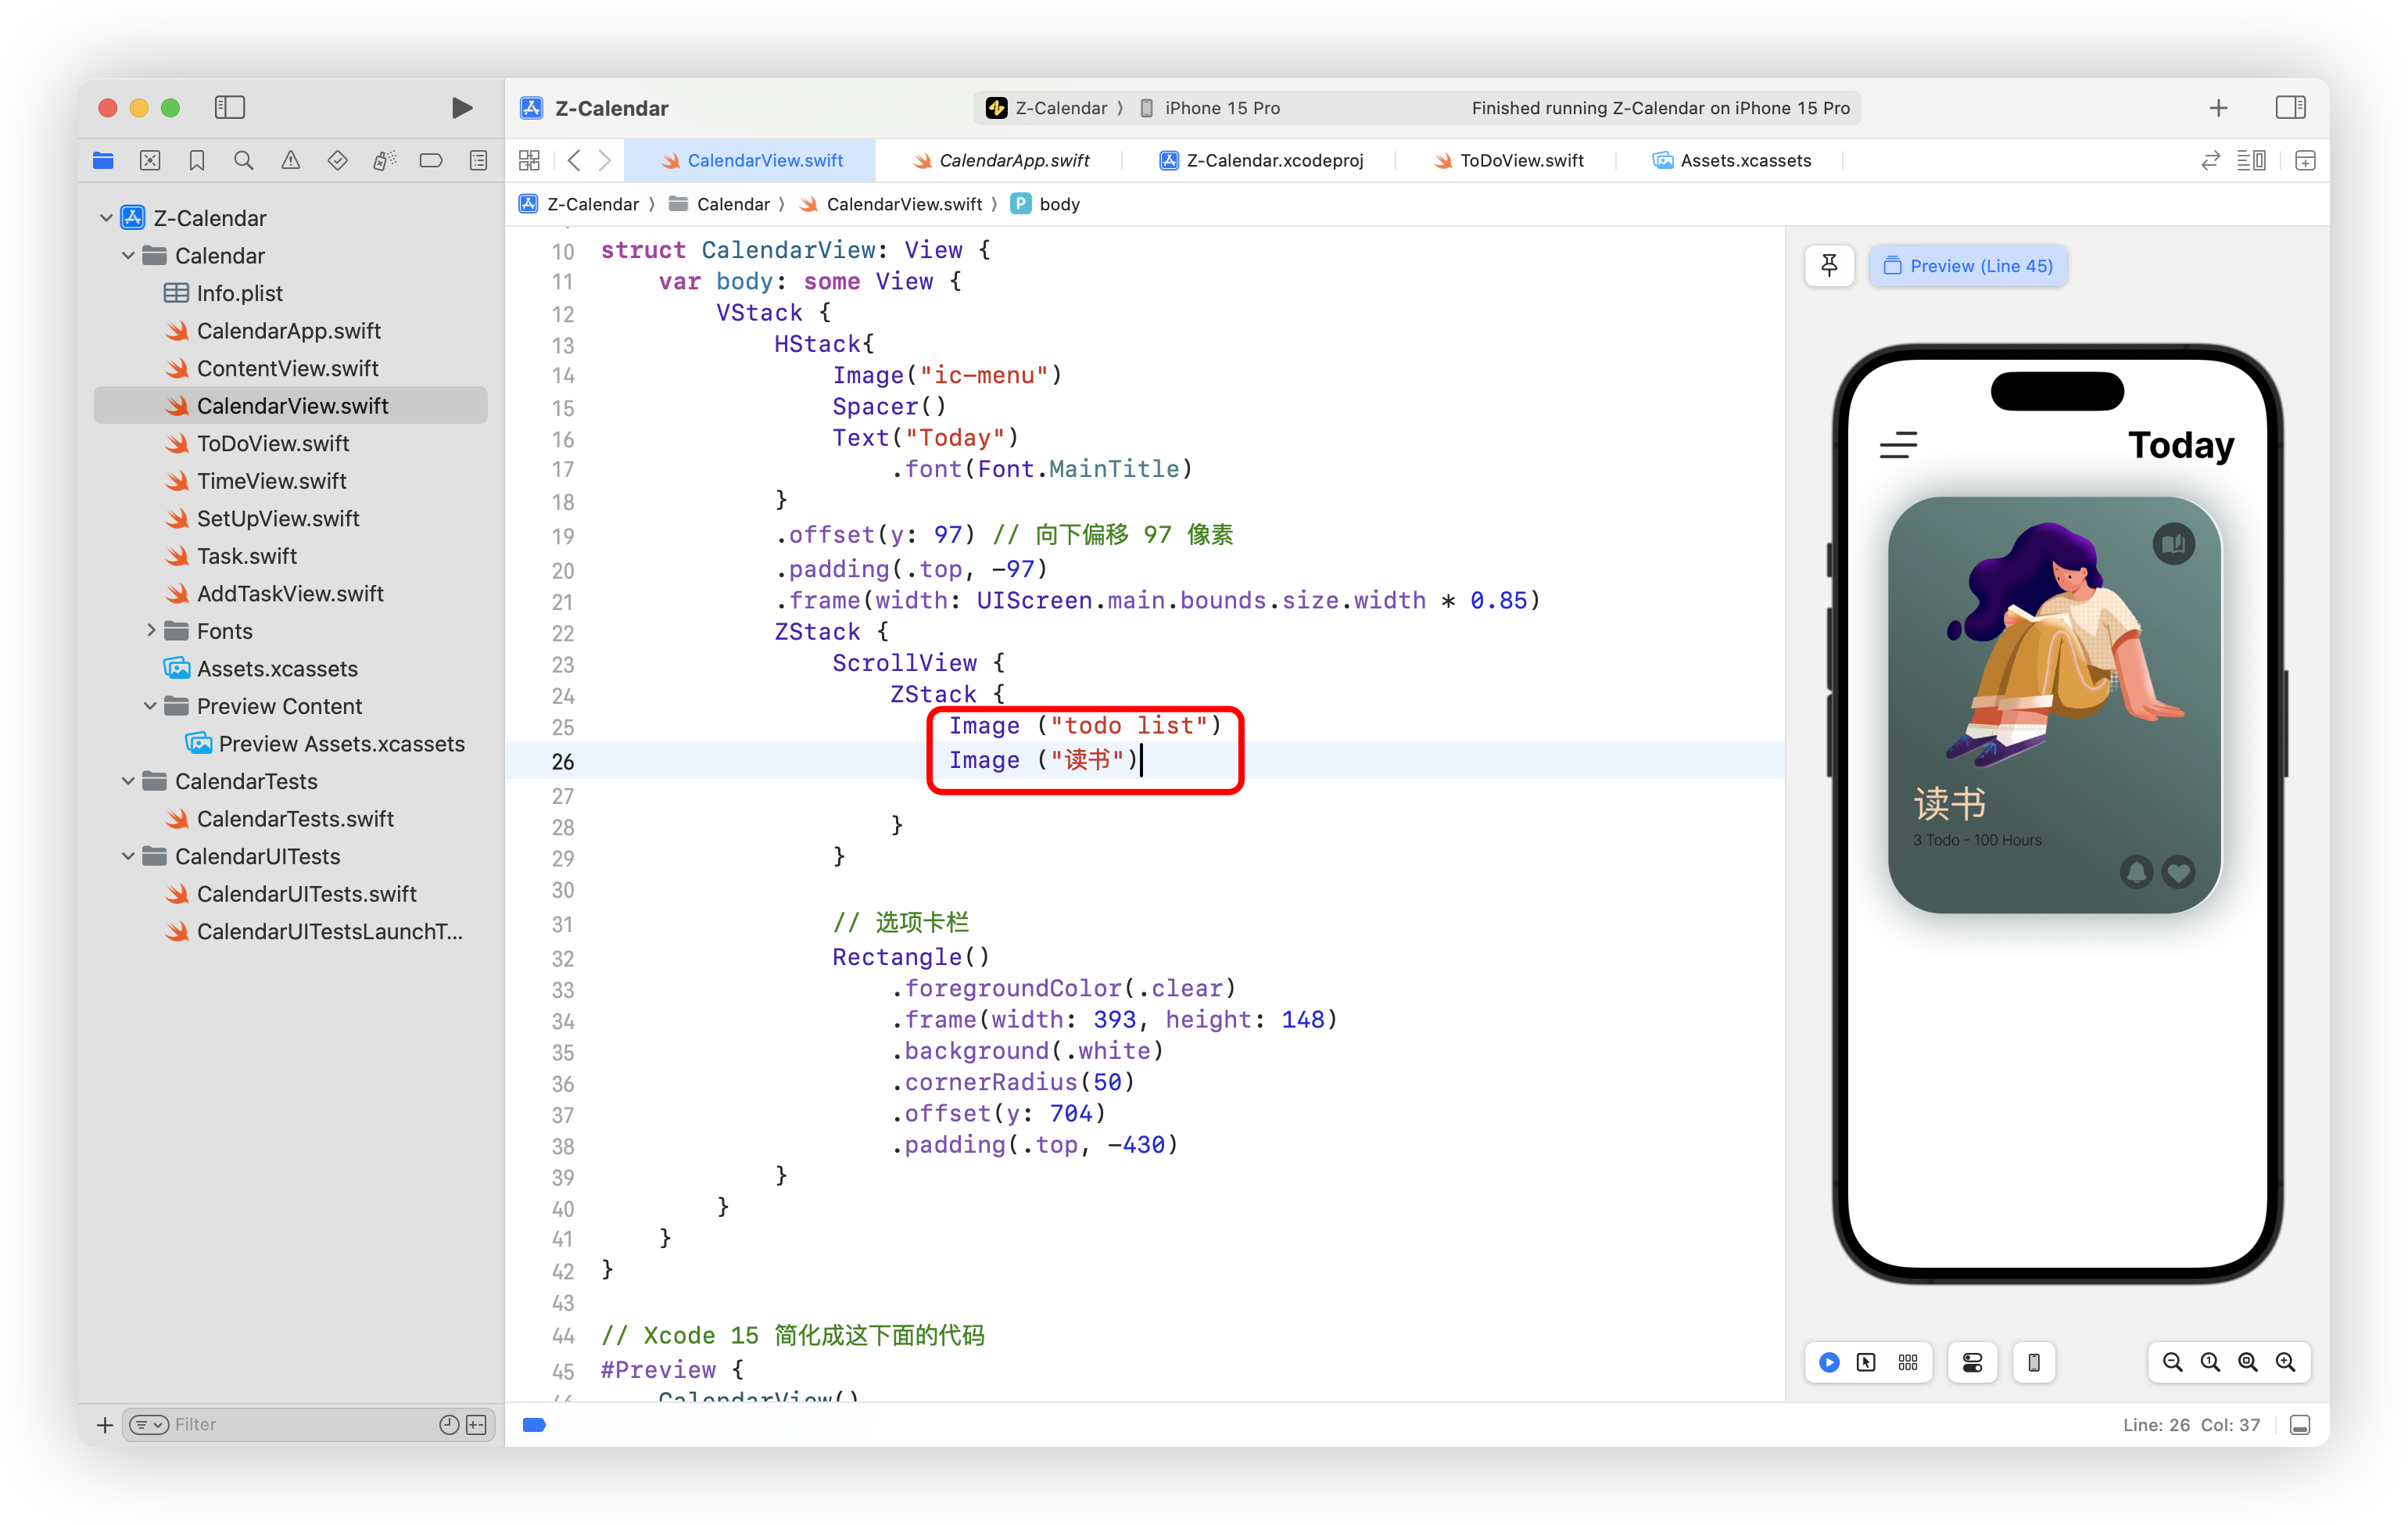 Z-Calendar
Z-Calendar 〉 iPhone 15 Pro
Finished running Z-Calendar on iPhone 15 Pro
CalendarView.swift
CalendarApp.swift
Z-Calendar.xcodeproj
ToDoView.swift
Assets.xcassets
Z-Calendar 〉 Calendar 〉 CalendarView.swift 〉 P body
Z-Calendar
Calendar
Info.plist
CalendarApp.swift
ContentView.swift
CalendarView.swift
ToDoView.swift
TimeView.swift
SetUpView.swift
Task.swift
AddTaskView.swift
Fonts
Assets.xcassets
Preview Content
Preview Assets.xcassets
CalendarTests
CalendarTests.swift
CalendarUITests
CalendarUITests.swift
CalendarUITestsLaunchT...
Filter
10 struct CalendarView: View {
11 var body: some View {
12 VStack {
13 HStack{
14 Image("ic-menu")
15 Spacer()
16 Text("Today")
17 .font(Font.MainTitle)
18 }
19 .offset(y: 97) // 向下偏移 97 像素
20 .padding(.top, -97)
21 .frame(width: UIScreen.main.bounds.size.width * 0.85)
22 ZStack {
23 ScrollView {
24 ZStack {
25 Image ("todo list")
26 Image ("读书")
27
28 }
29 }
30
31 // 选项卡栏
32 Rectangle()
33 .foregroundColor(.clear)
34 .frame(width: 393, height: 148)
35 .background(.white)
36 .cornerRadius(50)
37 .offset(y: 704)
38 .padding(.top, -430)
39 }
40 }
41 }
42 }
43
44 // Xcode 15 简化成这下面的代码
45 #Preview {
CalendarView()
Preview (Line 45)
Today
读书
3 Todo - 100 Hours
Line: 26 Col: 37